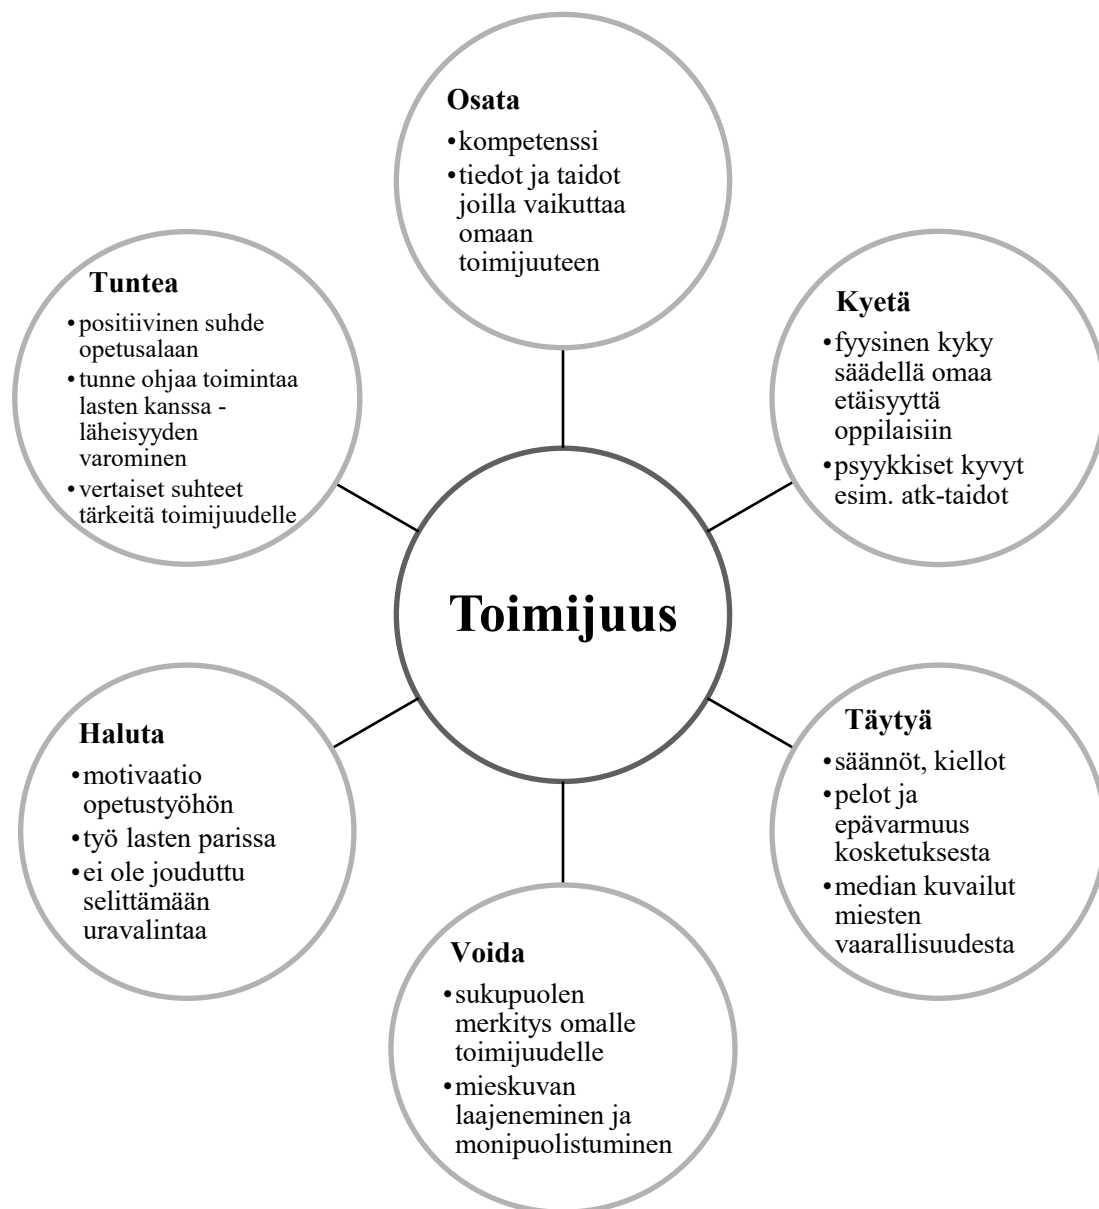 Osata
•kompetenssi
•tiedot ja taidot
joilla vaikuttaa
omaan
toimijuuteen
Kyetä
•fyysinen kyky
säädellä omaa
etäisyyttä
oppilaisiin
•psyykkiset kyvyt
esim. atk-taidot
Täytyä
•säännöt, kiellot
•pelot ja
epävarmuus
kosketuksesta
•median kuvailut
miesten
vaarallisuudesta
Voida
•sukupuolen
merkitys omalle
toimijuudelle
•mieskuvan
laajeneminen ja
monipuolistuminen
Haluta
•motivaatio
opetustyöhön
•työ lasten parissa
•ei ole jouduttu
selittämään
uravalintaa
Tuntea
•positiivinen suhde
opetusalaan
•tunne ohjaa toimintaa
lasten kanssa -
läheisyyden
varominen
•vertaiset suhteet
tärkeitä toimijuudelle
Toimijuus